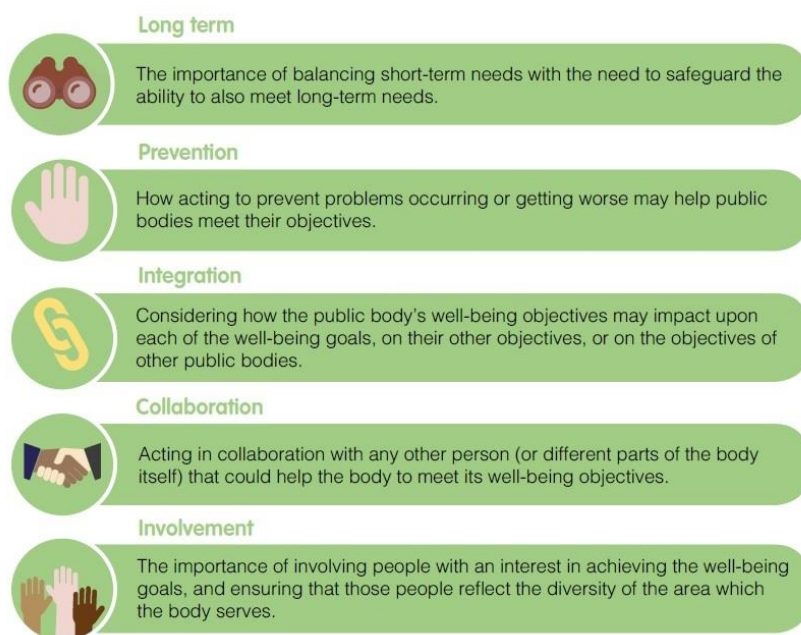 Long term
The importance of balancing short-term needs with the need to safeguard the
ability to also meet long-term needs.
Prevention
How acting to prevent problems occurring or getting worse may help public
bodies meet their objectives.
Integration
Considering how the public body's well-being objectives may impact upon
each of the well-being goals, on their other objectives, or on the objectives of
other public bodies.
Collaboration
Acting in collaboration with any other person (or different parts of the body
itself) that could help the body to meet its well-being objectives.
Involvement
The importance of involving people with an interest in achieving the well-being
goals, and ensuring that those people reflect the diversity of the area which
the body serves.